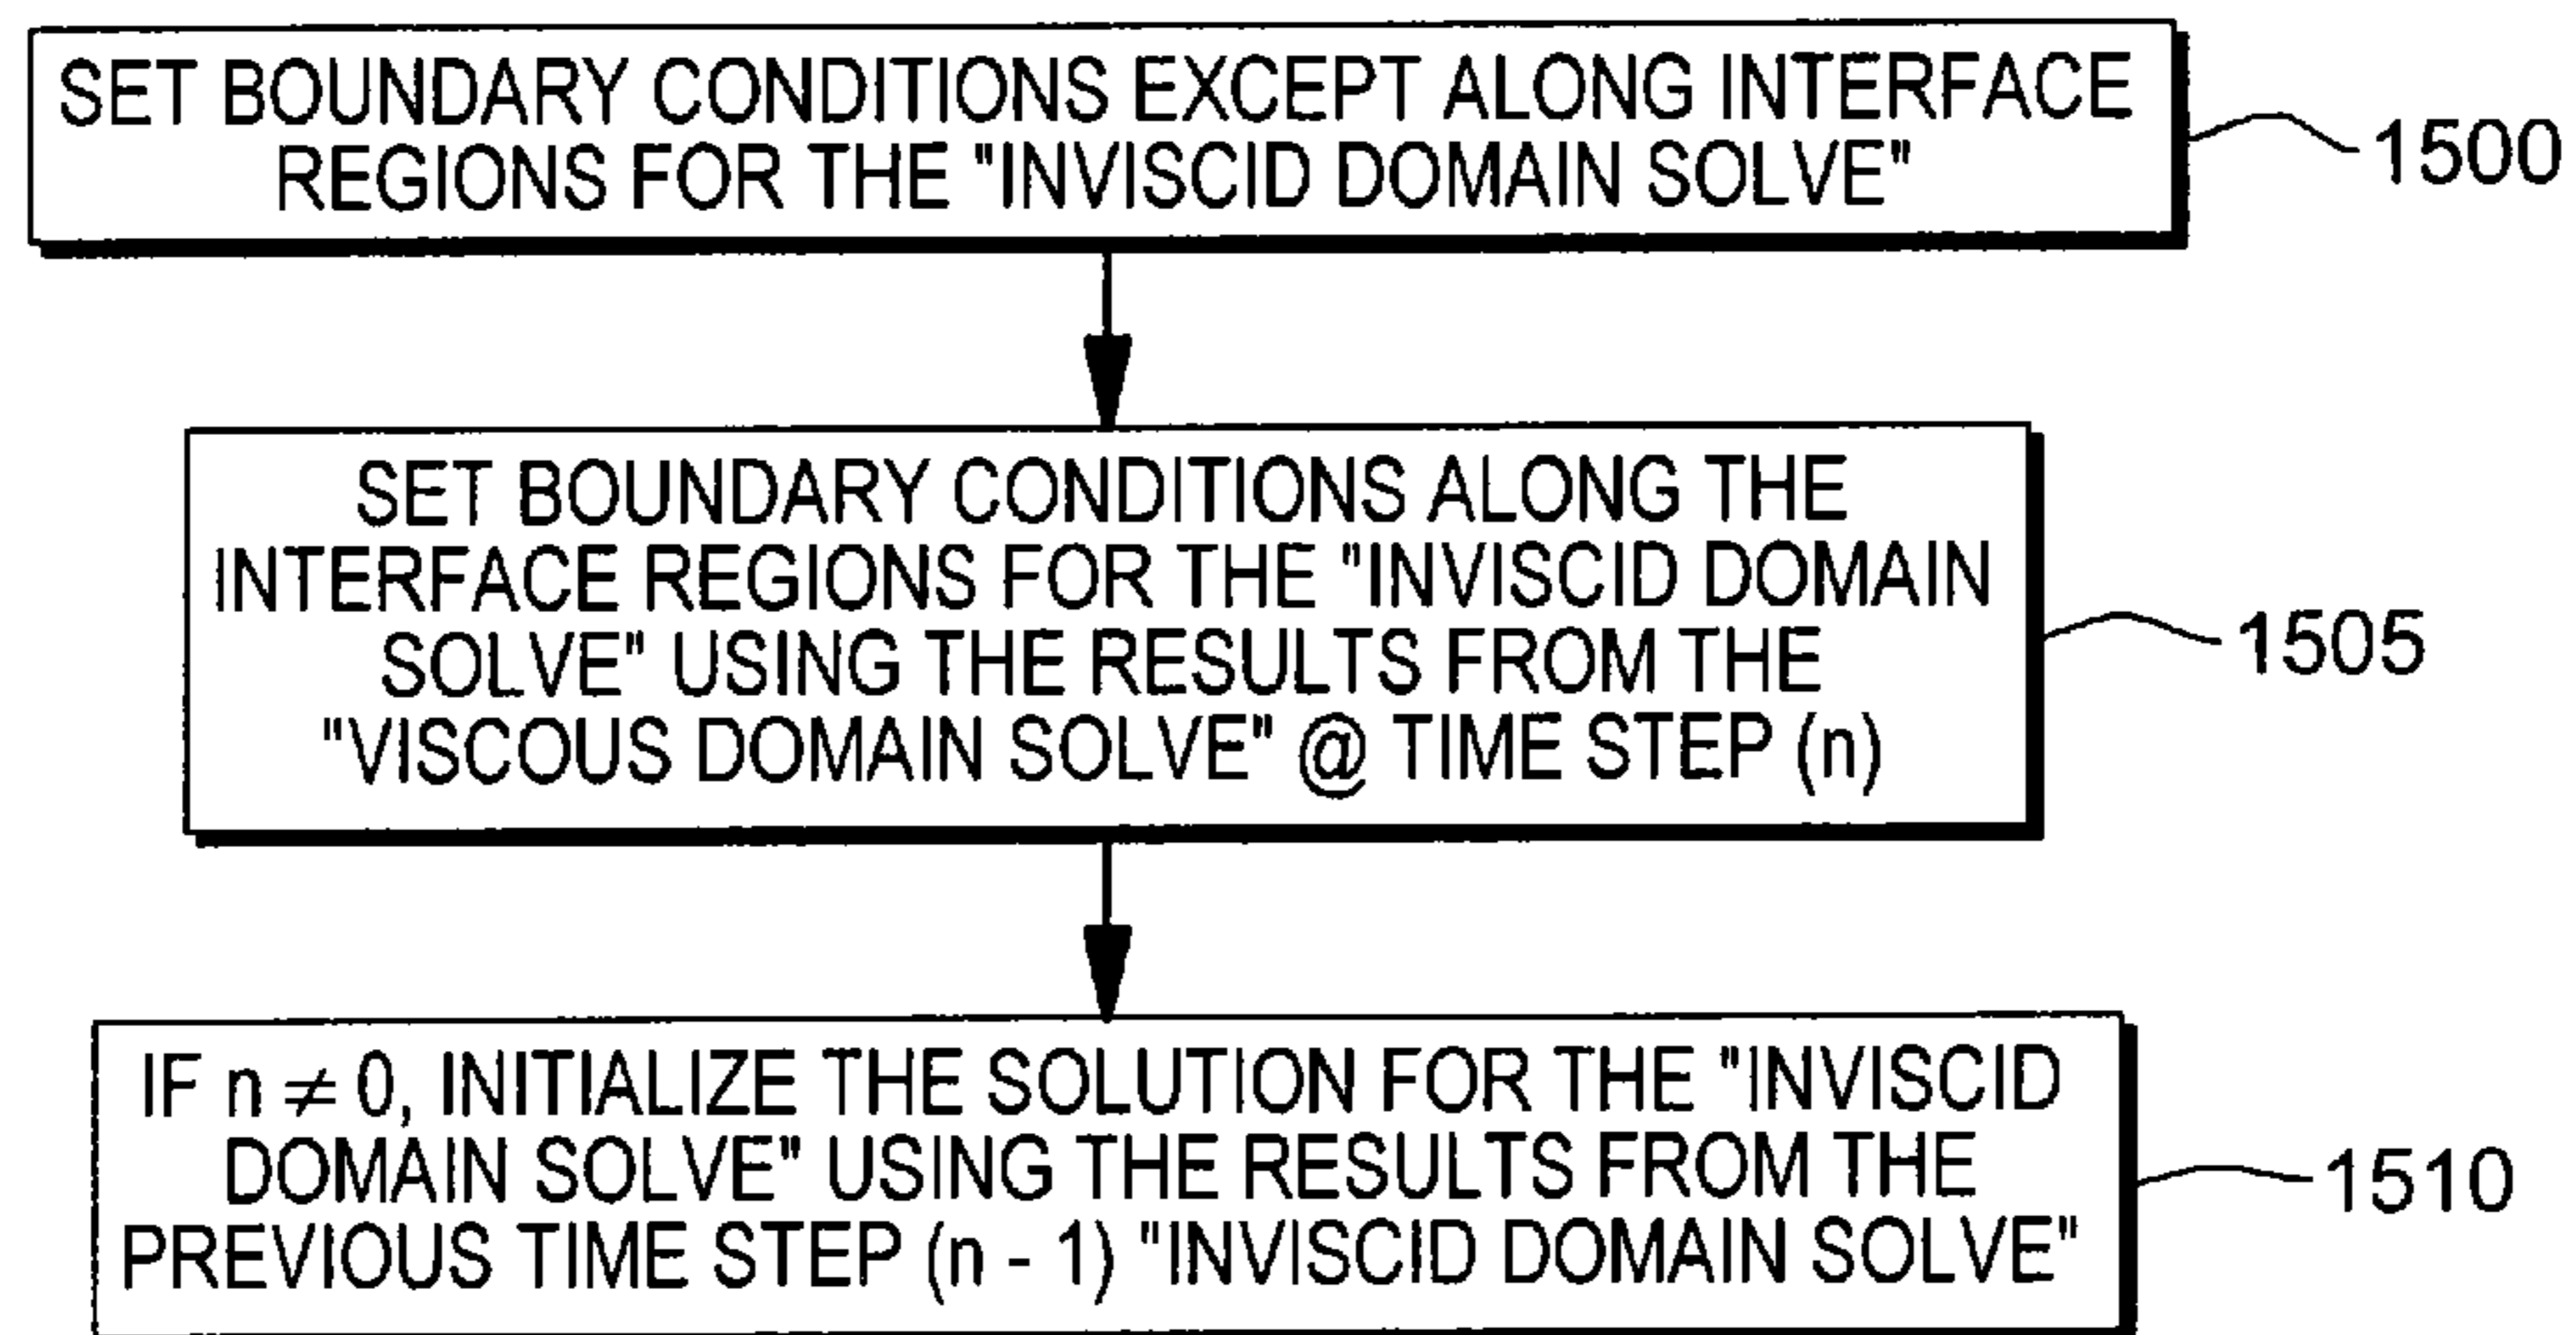 SET BOUNDARY CONDITIONS EXCEPT ALONG INTERFACE
REGIONS FOR THE "INVISCID DOMAIN SOLVE"
1500
SET BOUNDARY CONDITIONS ALONG THE
INTERFACE REGIONS FOR THE "INVISCID DOMAIN
SOLVE" USING THE RESULTS FROM THE
"VISCOUS DOMAIN SOLVE" @ TIME STEP (n)
1505
IF n ≠ 0, INITIALIZE THE SOLUTION FOR THE "INVISCID
DOMAIN SOLVE" USING THE RESULTS FROM THE
PREVIOUS TIME STEP (n - 1) "INVISCID DOMAIN SOLVE"
1510